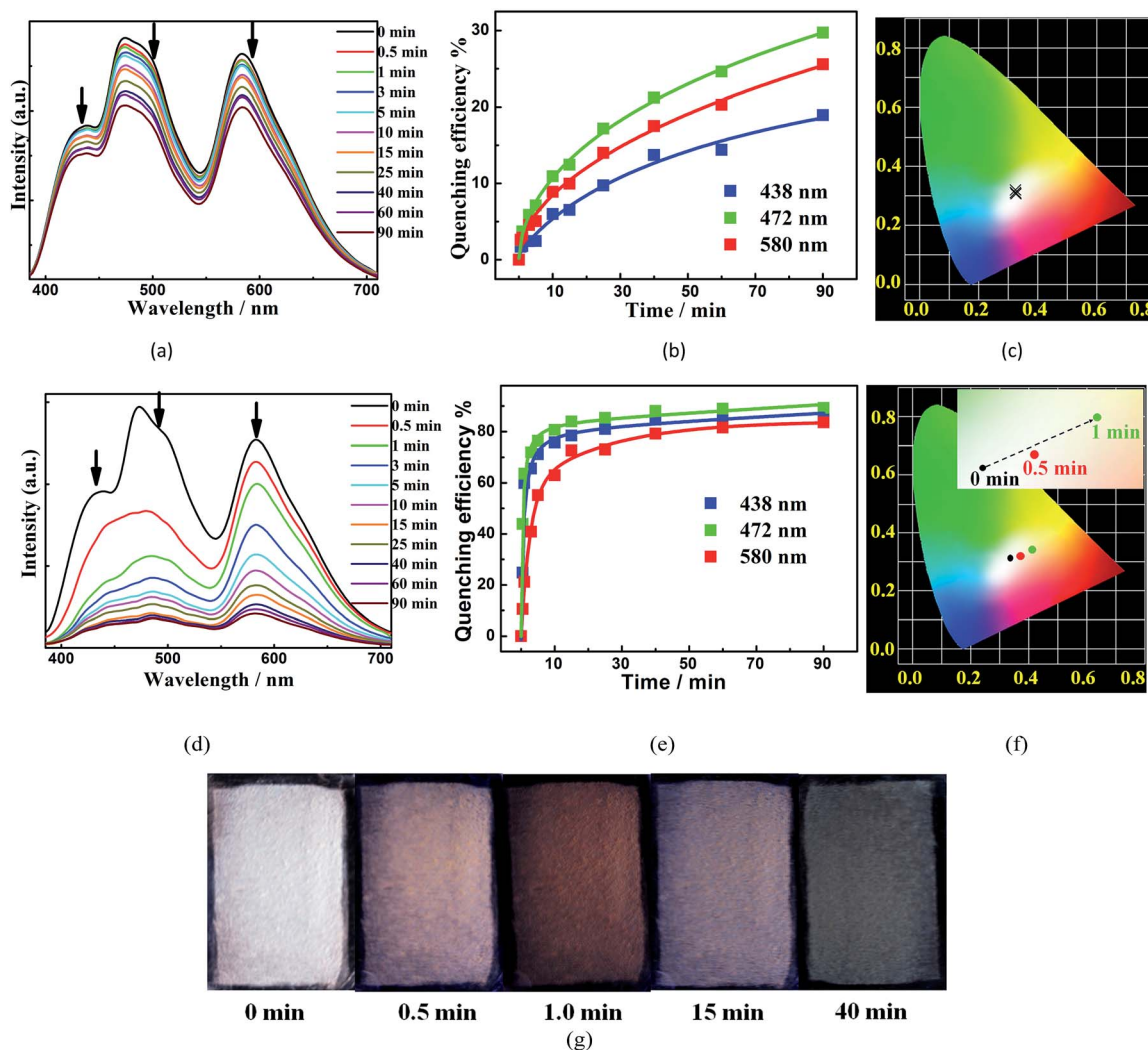 Intensity (a.u.)
0 min
0.5 min
1 min
3 min
5 min
10 min
15 min
25 min
40 min
60 min
90 min
400 500 600 700
Wavelength / nm
(a)
Quenching efficiency %
30
20
10
0
438 nm
472 nm
580 nm
0 10 20 30 40 50 60 70 80 90
Time / min
(b)
0.8
0.6
0.4
0.2
0.0
0.0 0.2 0.4 0.6 0.8
(c)
Intensity (a.u.)
0 min
0.5 min
1 min
3 min
5 min
10 min
15 min
25 min
40 min
60 min
90 min
400 500 600 700
Wavelength / nm
(d)
Quenching efficiency %
80
60
40
20
0
438 nm
472 nm
580 nm
0 10 20 30 40 50 60 70 80 90
Time / min
(e)
0.8
0.6
0.4
0.2
0.0
1 min
0.5 min
0 min
0.0 0.2 0.4 0.6 0.8
(f)
0 min 0.5 min 1.0 min 15 min 40 min
(g)